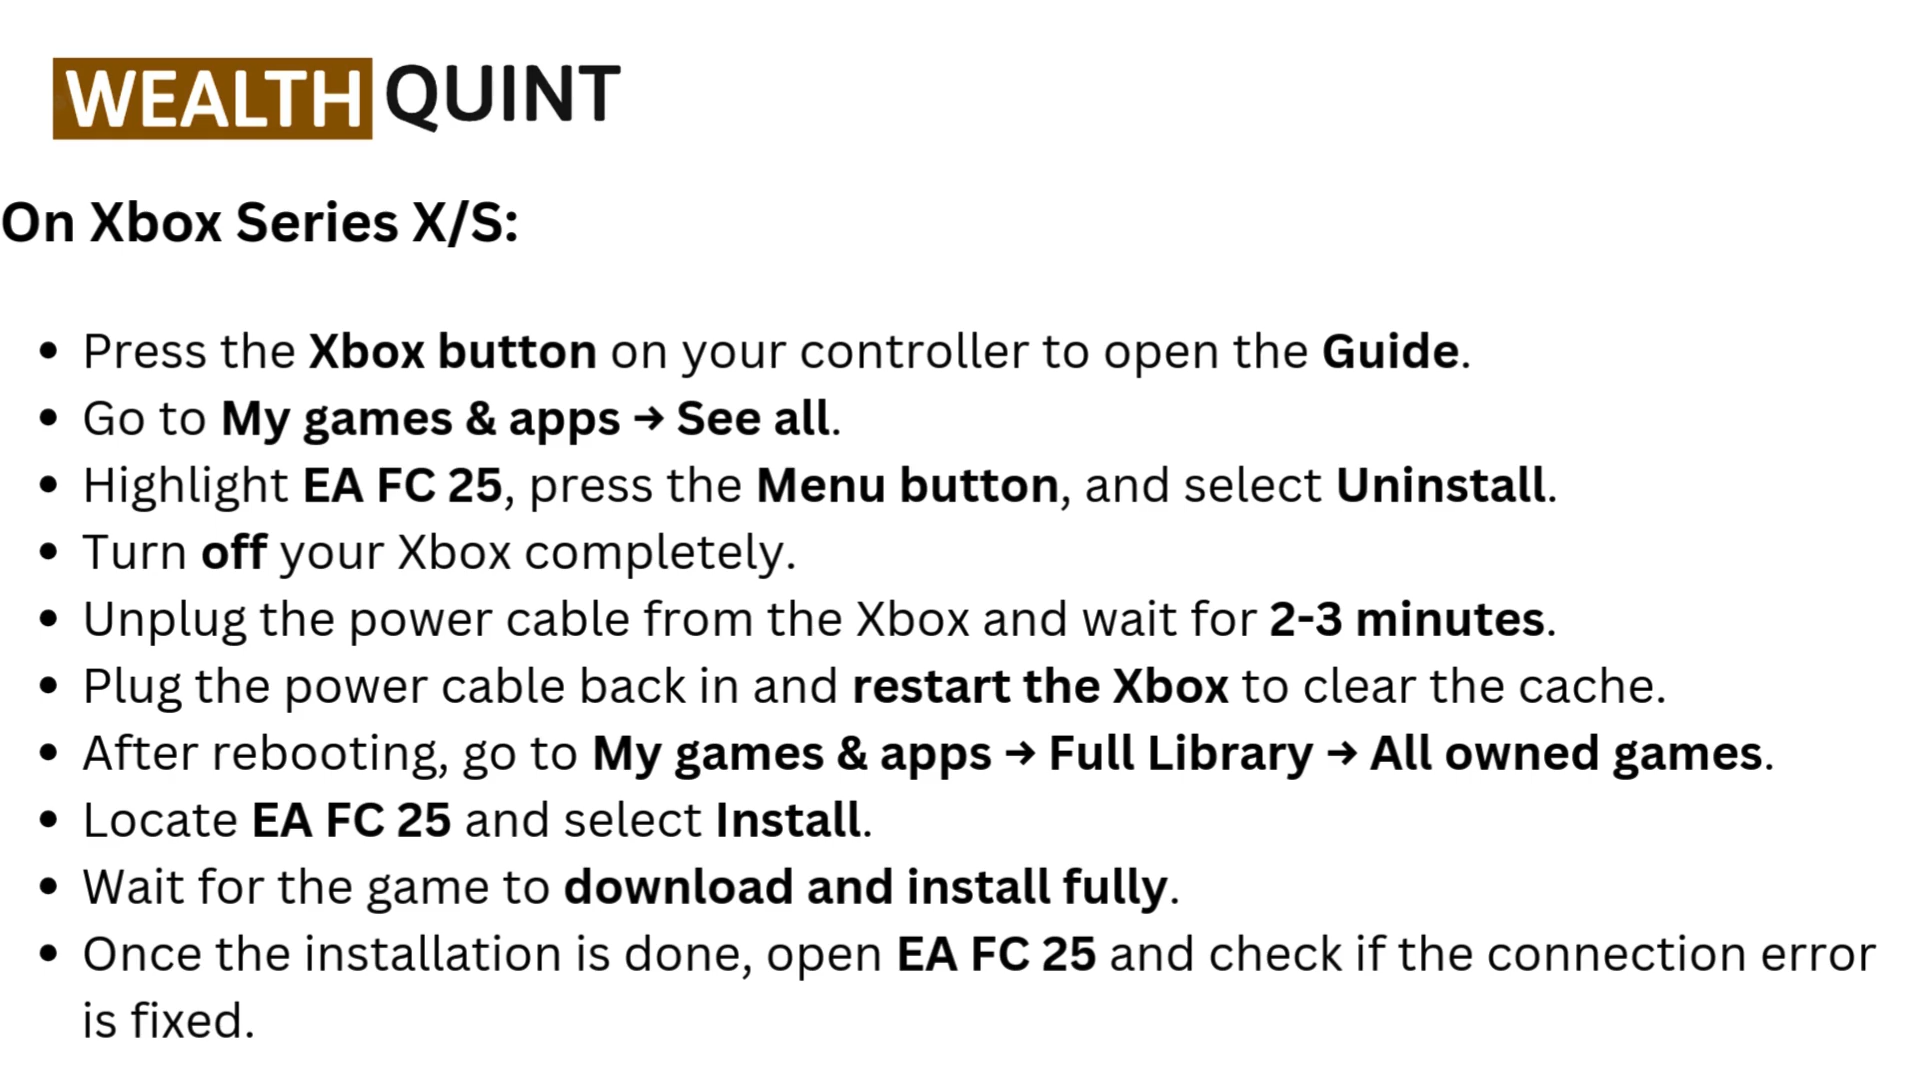 WEALTH QUINT
On Xbox Series X/S:
• Press the Xbox button on your controller to open the Guide.
• Go to My games & apps → See all.
• Highlight EA FC 25, press the Menu button, and select Uninstall.
• Turn off your Xbox completely.
• Unplug the power cable from the Xbox and wait for 2-3 minutes.
• Plug the power cable back in and restart the Xbox to clear the cache.
• After rebooting, go to My games & apps → Full Library → All owned games.
• Locate EA FC 25 and select Install.
• Wait for the game to download and install fully.
• Once the installation is done, open EA FC 25 and check if the connection error
is fixed.